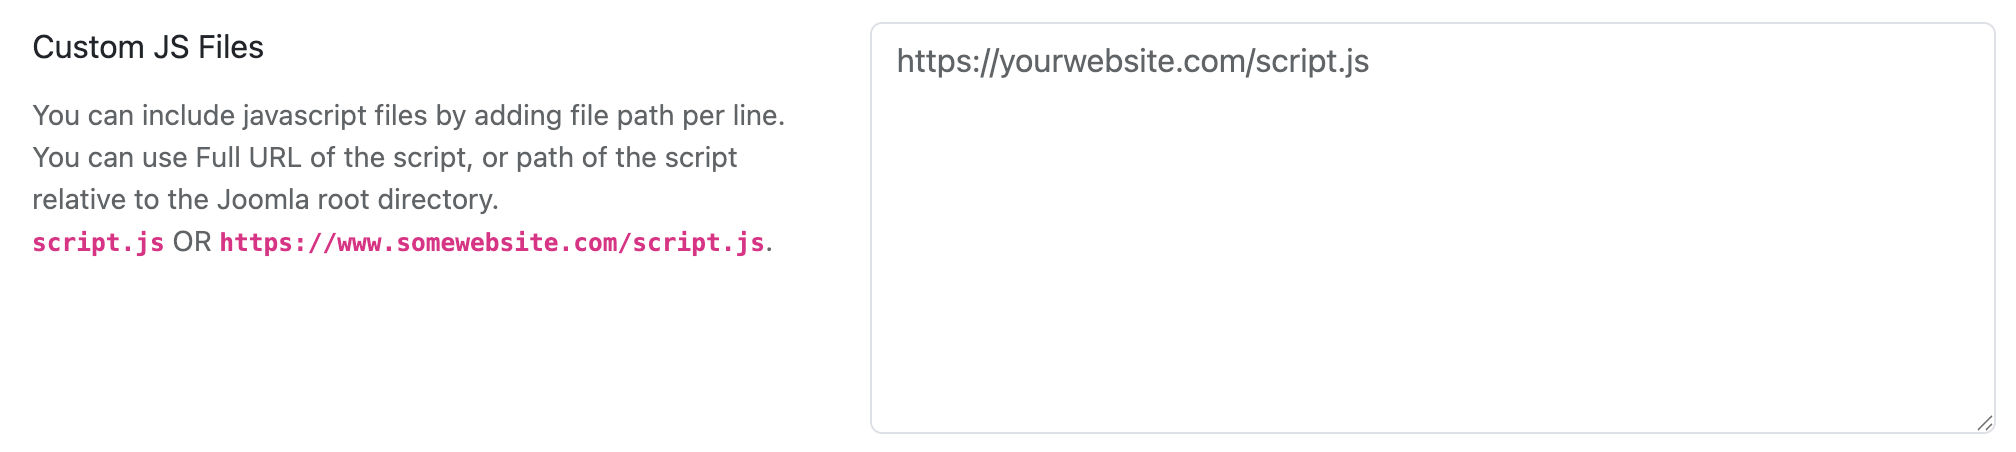 Custom JS Files
You can include javascript files by adding file path per line.
You can use Full URL of the script, or path of the script
relative to the Joomla root directory.
script.js OR https://www.somewebsite.com/script.js.
https://yourwebsite.com/script.js